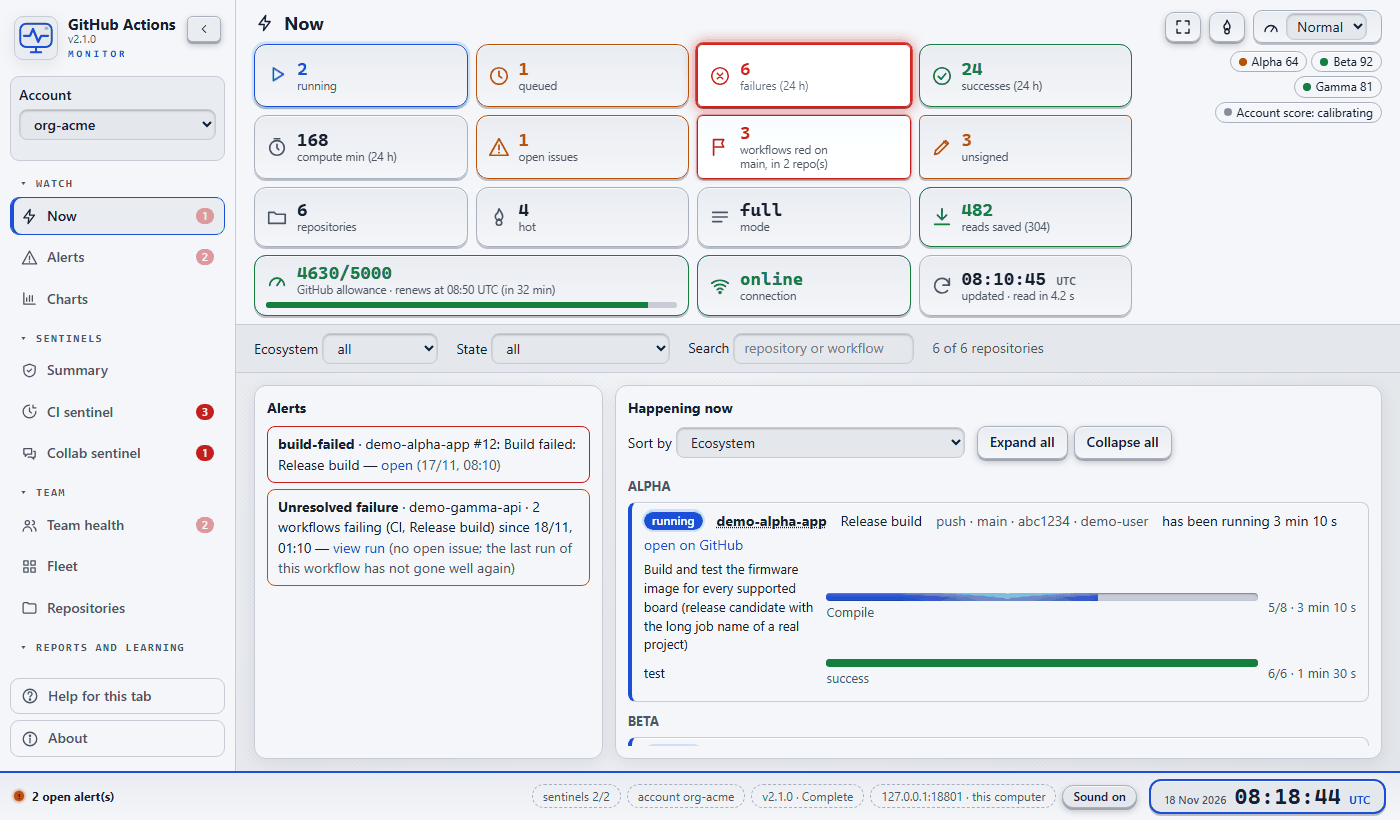 GitHub Actions
v2.1.0
MONITOR
Account
org-acme
WATCH
Now 1
Alerts 2
Charts
SENTINELS
Summary
CI sentinel 3
Collab sentinel 1
TEAM
Team health 2
Fleet
Repositories
REPORTS AND LEARNING
Help for this tab
About
Now
Normal
Alpha 64
Beta 92
Gamma 81
Account score: calibrating
2
running
1
queued
6
failures (24 h)
24
successes (24 h)
168
compute min (24 h)
1
open issues
3
workflows red on
main, in 2 repo(s)
3
unsigned
6
repositories
4
hot
full
mode
482
reads saved (304)
4630/5000
GitHub allowance · renews at 08:50 UTC (in 32 min)
online
connection
08:10:45 UTC
updated · read in 4.2 s
Ecosystem all State all Search repository or workflow 6 of 6 repositories
Alerts
build-failed · demo-alpha-app #12: Build failed:
Release build — open (17/11, 08:10)
Unresolved failure · demo-gamma-api · 2
workflows failing (CI, Release build) since 18/11,
01:10 — view run (no open issue; the last run of
this workflow has not gone well again)
Happening now
Sort by Ecosystem Expand all Collapse all
ALPHA
running demo-alpha-app Release build push · main · abc1234 · demo-user has been running 3 min 10 s
open on GitHub
Build and test the firmware
image for every supported
board (release candidate with
the long job name of a real
project)
Compile
5/8 · 3 min 10 s
test
success
6/6 · 1 min 30 s
BETA
2 open alert(s)
sentinels 2/2
account org-acme
v2.1.0 · Complete
127.0.0.1:18801 · this computer
Sound on
18 Nov 2026 08:18:44 UTC